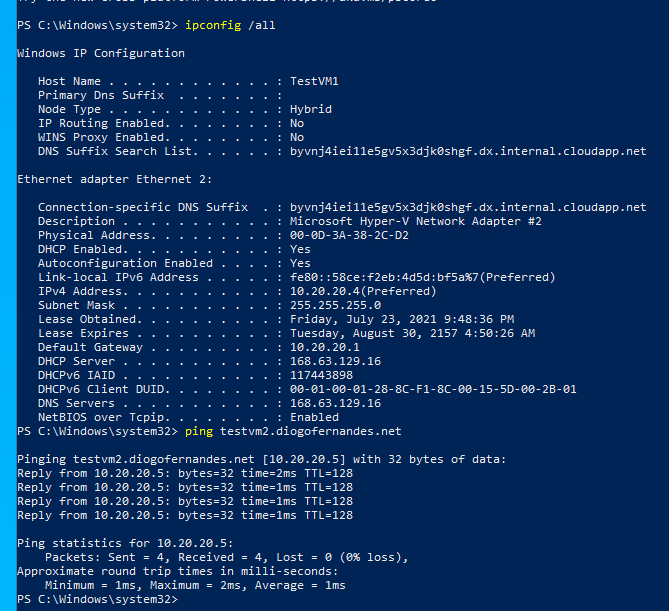 PS C:\Windows\system32> ipconfig /all
Windows IP Configuration
Host Name . . . . . . . . . . . . : TestVM1
Primary Dns Suffix . . . . . . . :
Node Type . . . . . . . . . . . . : Hybrid
IP Routing Enabled. . . . . . . . : No
WINS Proxy Enabled. . . . . . . . : No
DNS Suffix Search List. . . . . . : byvnj4iei11e5gv5x3djk0shgf.dx.internal.cloudapp.net
Ethernet adapter Ethernet 2:
Connection-specific DNS Suffix . : byvnj4iei11e5gv5x3djk0shgf.dx.internal.cloudapp.net
Description . . . . . . . . . . . : Microsoft Hyper-V Network Adapter #2
Physical Address. . . . . . . . . : 00-0D-3A-38-2C-D2
DHCP Enabled. . . . . . . . . . . : Yes
Autoconfiguration Enabled . . . . : Yes
Link-local IPv6 Address . . . . . : fe80::58ce:f2eb:4d5d:bf5a%7(Preferred)
IPv4 Address. . . . . . . . . . . : 10.20.20.4(Preferred)
Subnet Mask . . . . . . . . . . . : 255.255.255.0
Lease Obtained. . . . . . . . . . : Friday, July 23, 2021 9:48:36 PM
Lease Expires . . . . . . . . . . : Tuesday, August 30, 2157 4:50:26 AM
Default Gateway . . . . . . . . . : 10.20.20.1
DHCP Server . . . . . . . . . . . : 168.63.129.16
DHCPv6 IAID . . . . . . . . . . . : 117443898
DHCPv6 Client DUID. . . . . . . . : 00-01-00-01-28-8C-F1-8C-00-15-5D-00-2B-01
DNS Servers . . . . . . . . . . . : 168.63.129.16
NetBIOS over Tcpip. . . . . . . . : Enabled
PS C:\Windows\system32> ping testvm2.diogofernandes.net
Pinging testvm2.diogofernandes.net [10.20.20.5] with 32 bytes of data:
Reply from 10.20.20.5: bytes=32 time=2ms TTL=128
Reply from 10.20.20.5: bytes=32 time=1ms TTL=128
Reply from 10.20.20.5: bytes=32 time=1ms TTL=128
Reply from 10.20.20.5: bytes=32 time=1ms TTL=128
Ping statistics for 10.20.20.5:
Packets: Sent = 4, Received = 4, Lost = 0 (0% loss),
Approximate round trip times in milli-seconds:
Minimum = 1ms, Maximum = 2ms, Average = 1ms
PS C:\Windows\system32>